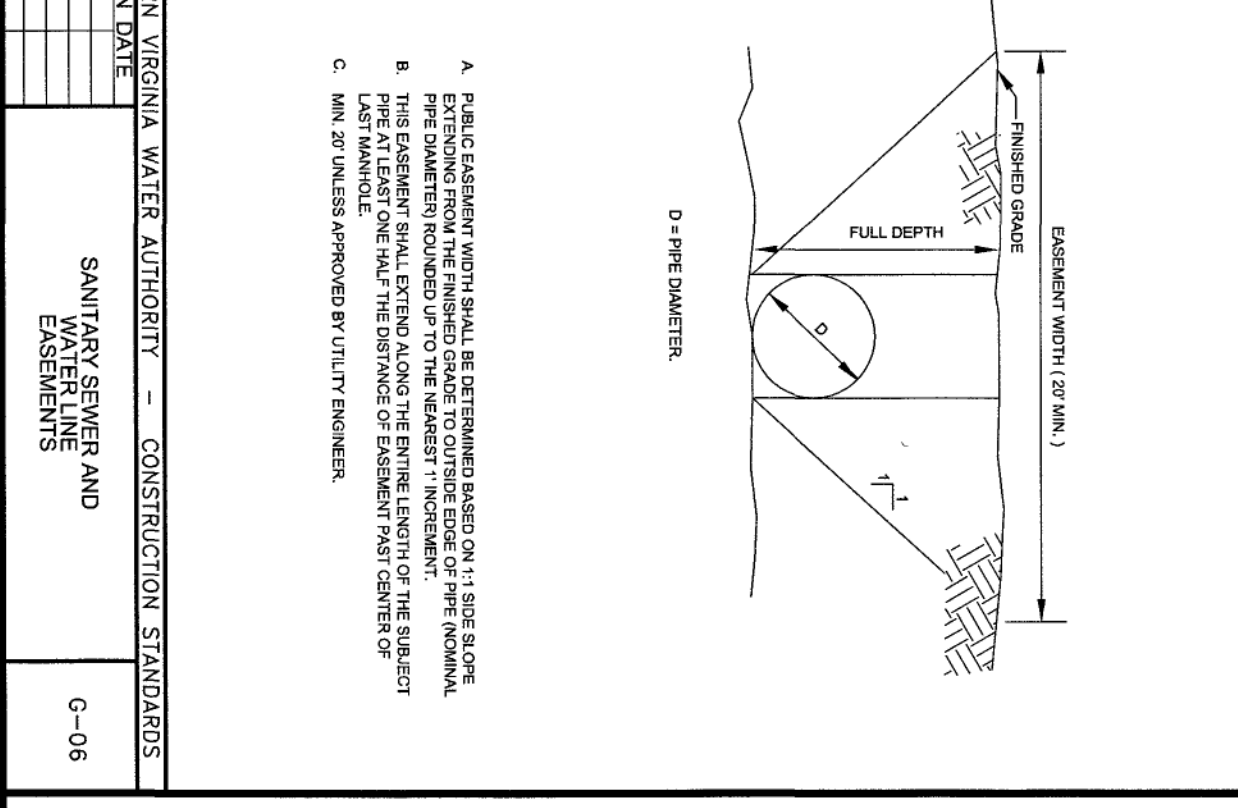 EASEMENT WIDTH ( 20' MIN. )
FINISHED GRADE
FULL DEPTH
D
1
1
D = PIPE DIAMETER.
A. PUBLIC EASEMENT WIDTH SHALL BE DETERMINED BASED ON 1:1 SIDE SLOPE
EXTENDING FROM THE FINISHED GRADE TO OUTSIDE EDGE OF PIPE (NOMINAL
PIPE DIAMETER) ROUNDED UP TO THE NEAREST 1' INCREMENT.
B. THIS EASEMENT SHALL EXTEND ALONG THE ENTIRE LENGTH OF THE SUBJECT
PIPE AT LEAST ONE HALF THE DISTANCE OF EASEMENT PAST CENTER OF
LAST MANHOLE.
C. MIN. 20' UNLESS APPROVED BY UTILITY ENGINEER.
N VIRGINIA WATER AUTHORITY – CONSTRUCTION STANDARDS
N DATE
SANITARY SEWER AND
WATER LINE
EASEMENTS
G-06